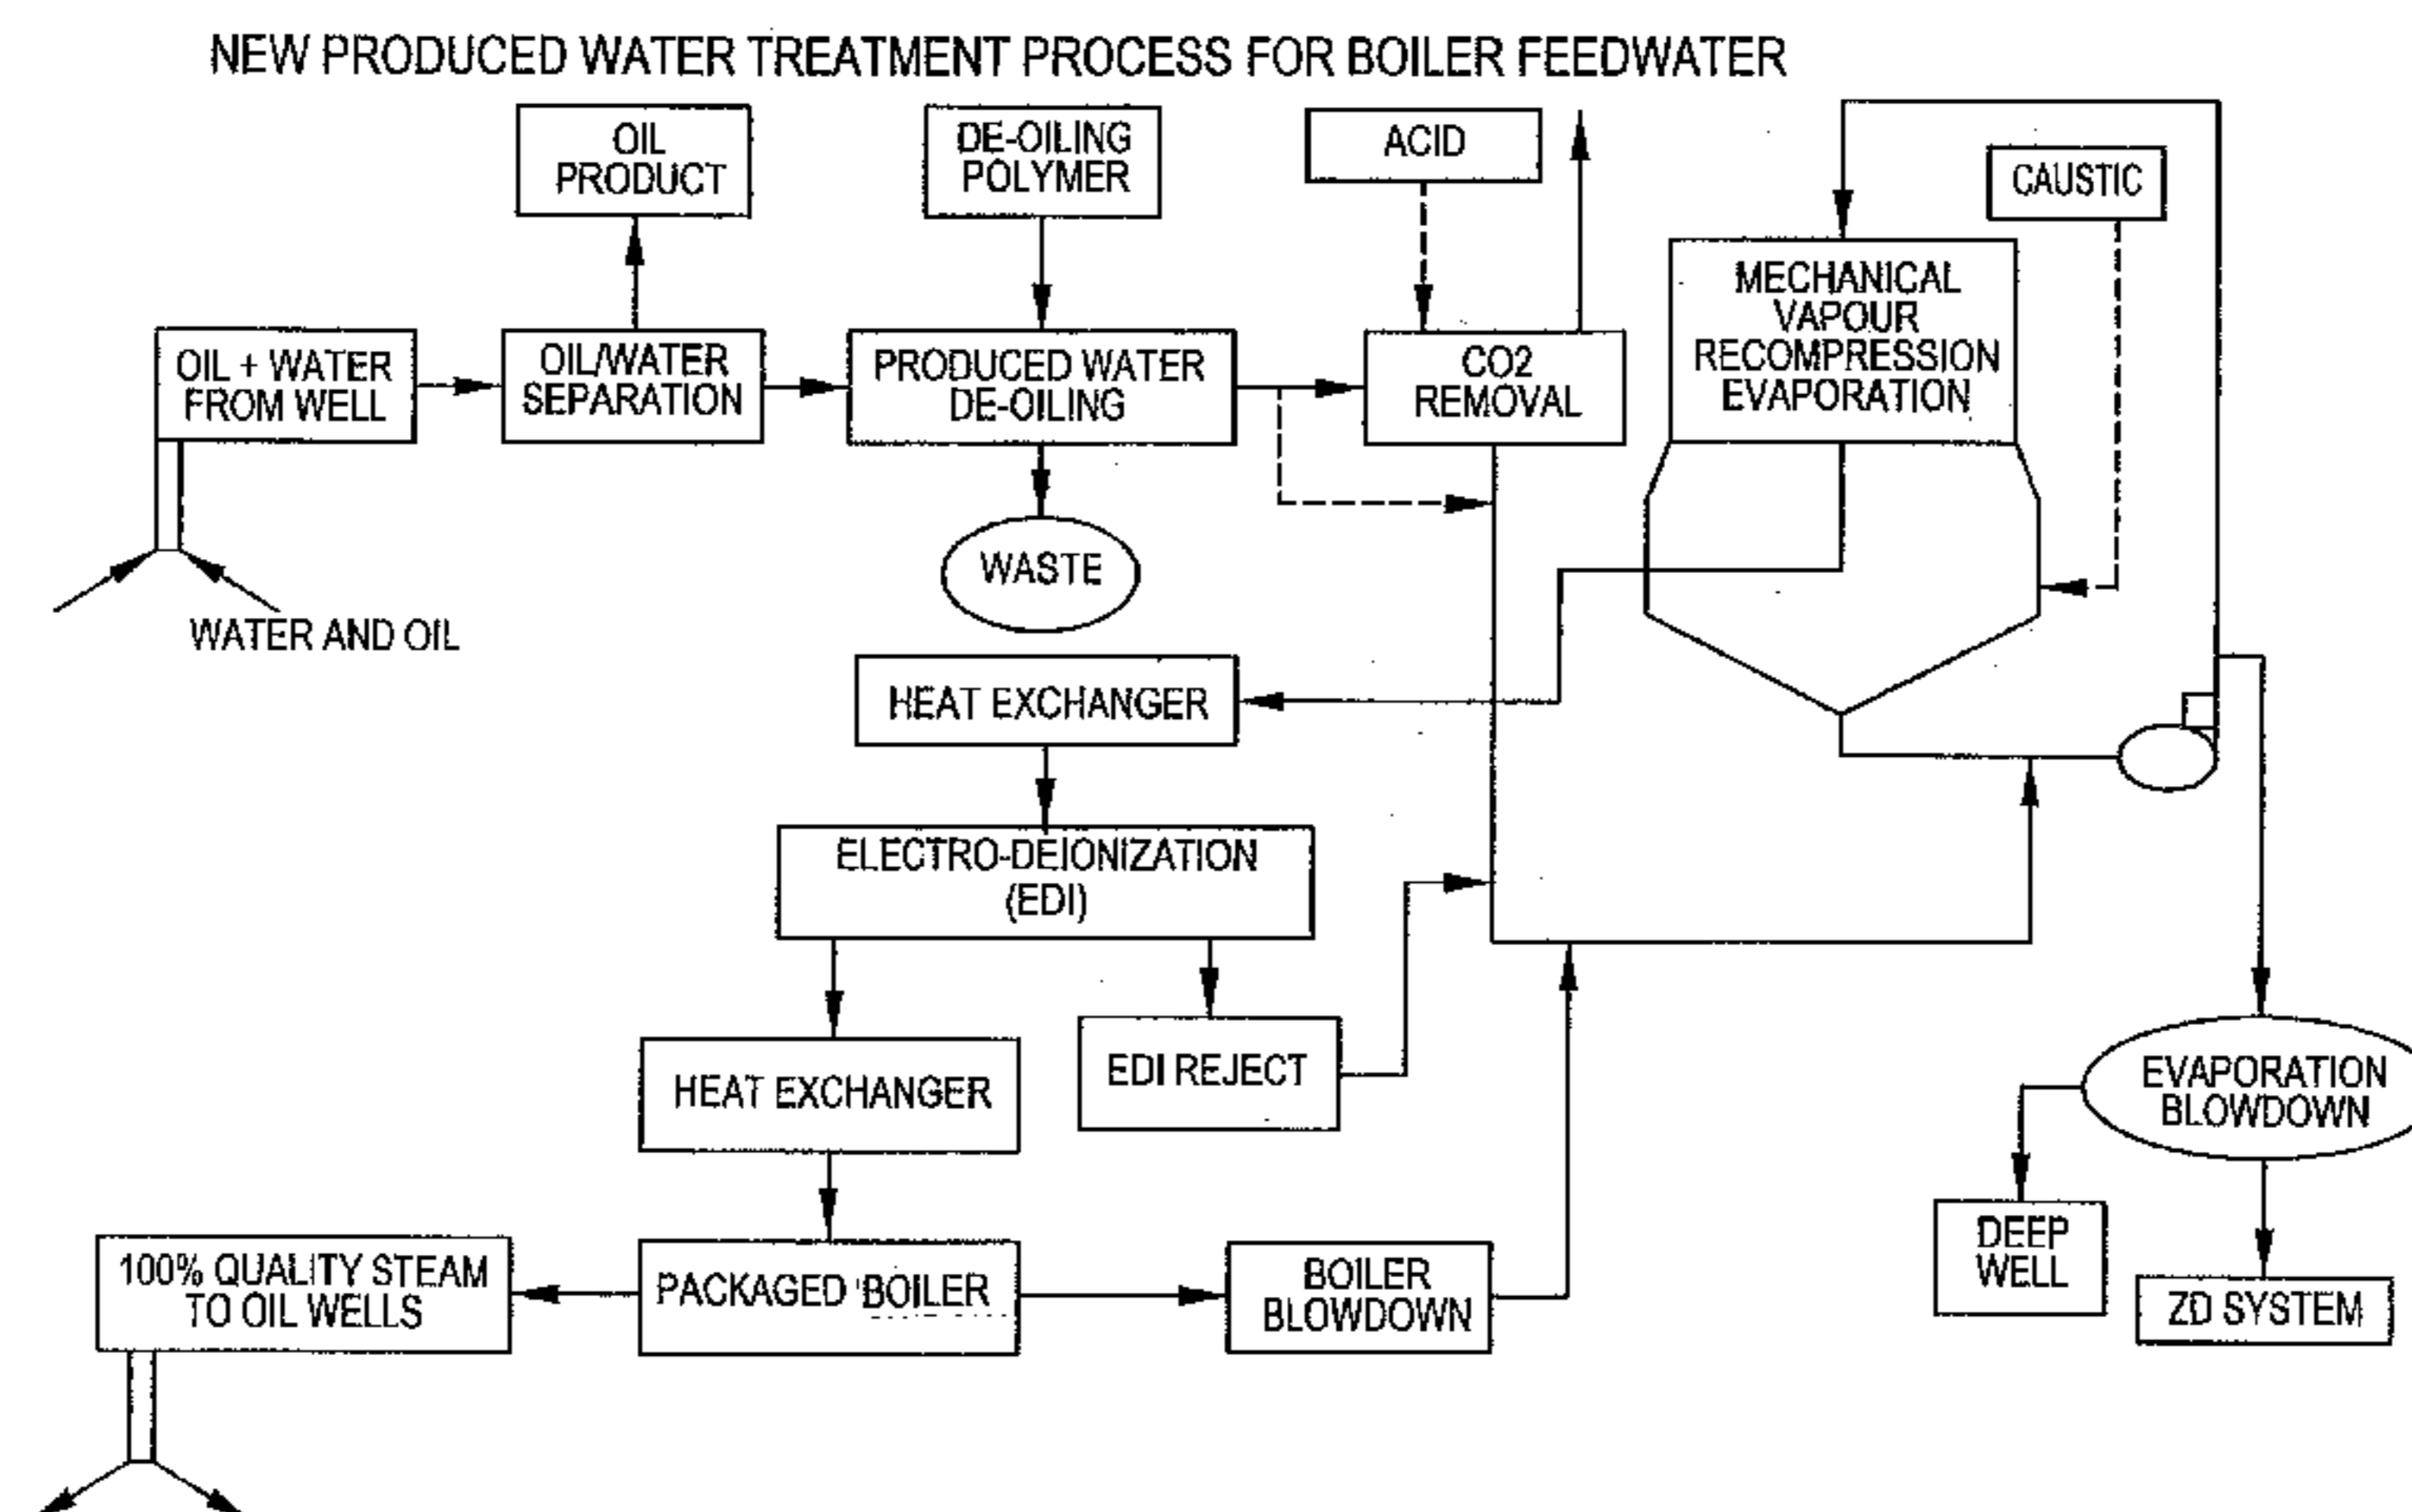 NEW PRODUCED WATER TREATMENT PROCESS FOR BOILER FEEDWATER
OIL
PRODUCT
DE-OILING
POLYMER
ACID
CAUSTIC
MECHANICAL
VAPOUR
RECOMPRESSION
EVAPORATION
OIL + WATER
FROM WELL
OIL/WATER
SEPARATION
PRODUCED WATER
DE-OILING
CO2
REMOVAL
WASTE
WATER AND OIL
HEAT EXCHANGER
ELECTRO-DEIONIZATION
(EDI)
HEAT EXCHANGER
EDI REJECT
EVAPORATION
BLOWDOWN
DEEP
WELL
ZD SYSTEM
100% QUALITY STEAM
TO OIL WELLS
PACKAGED BOILER
BOILER
BLOWDOWN